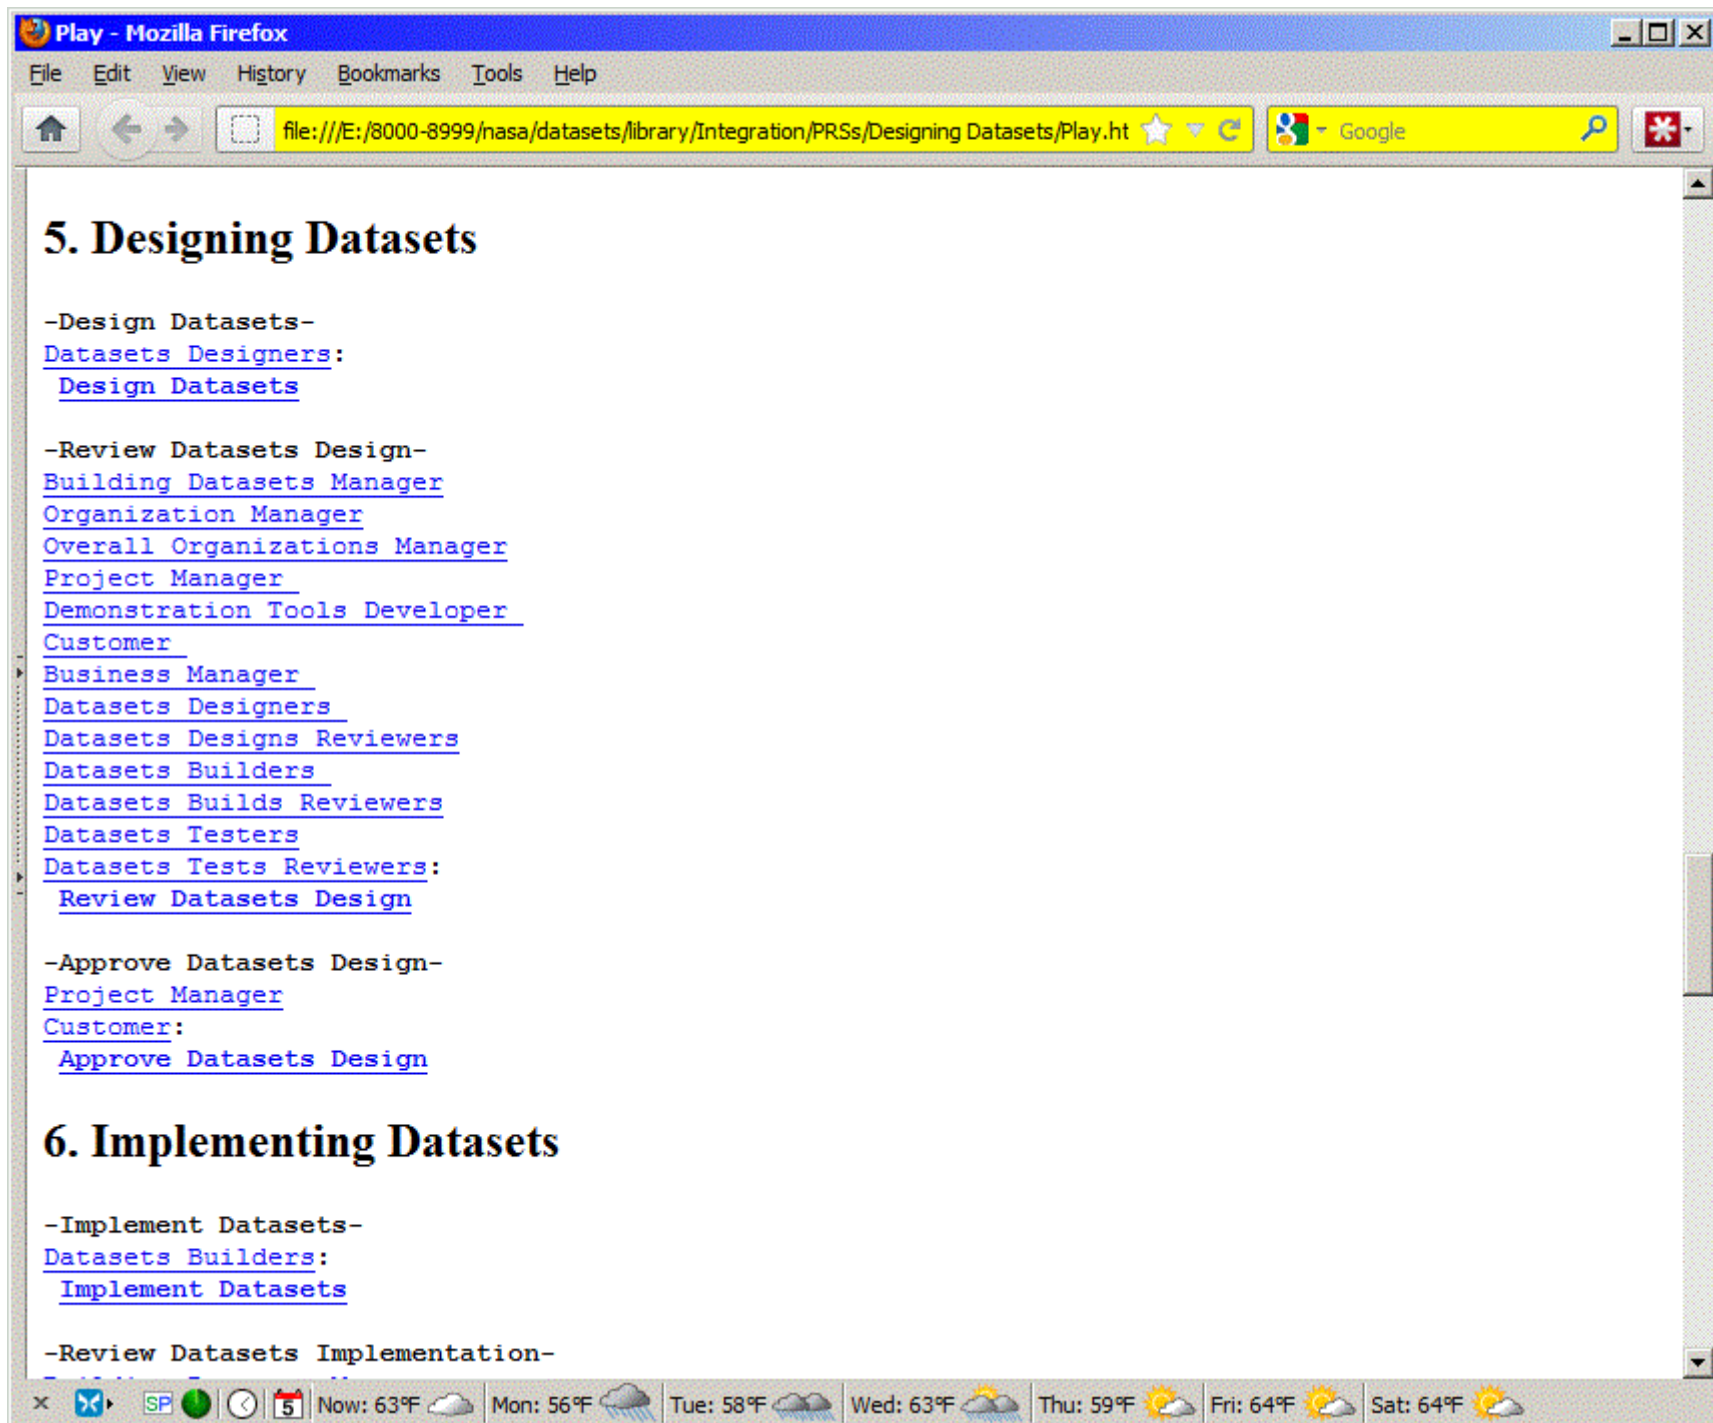 Play - Mozilla Firefox
File Edit View History Bookmarks Tools Help
file:///E:/8000-8999/nasa/datasets/library/Integration/PRSs/Designing Datasets/Play.ht Google
5. Designing Datasets
-Design Datasets-
Datasets Designers:
Design Datasets
-Review Datasets Design-
Building Datasets Manager
Organization Manager
Overall Organizations Manager
Project Manager
Demonstration Tools Developer
Customer
Business Manager
Datasets Designers
Datasets Designs Reviewers
Datasets Builders
Datasets Builds Reviewers
Datasets Testers
Datasets Tests Reviewers:
Review Datasets Design
-Approve Datasets Design-
Project Manager
Customer:
Approve Datasets Design
6. Implementing Datasets
-Implement Datasets-
Datasets Builders:
Implement Datasets
-Review Datasets Implementation-
SP 5 Now: 63°F Mon: 56°F Tue: 58°F Wed: 63°F Thu: 59°F Fri: 64°F Sat: 64°F